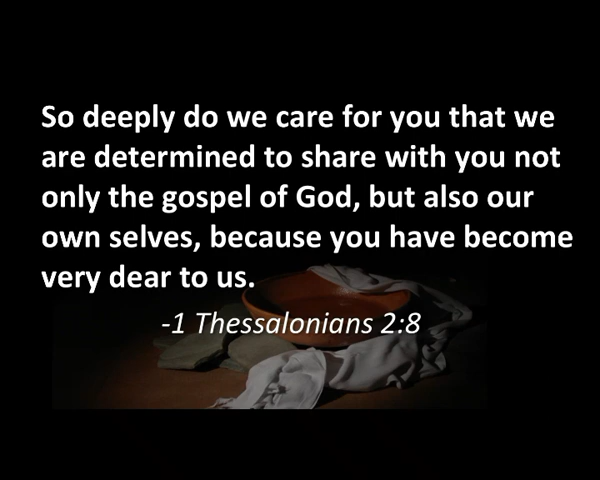 So deeply do we care for you that we
are determined to share with you not
only the gospel of God, but also our
own selves, because you have become
very dear to us.
-1 Thessalonians 2:8